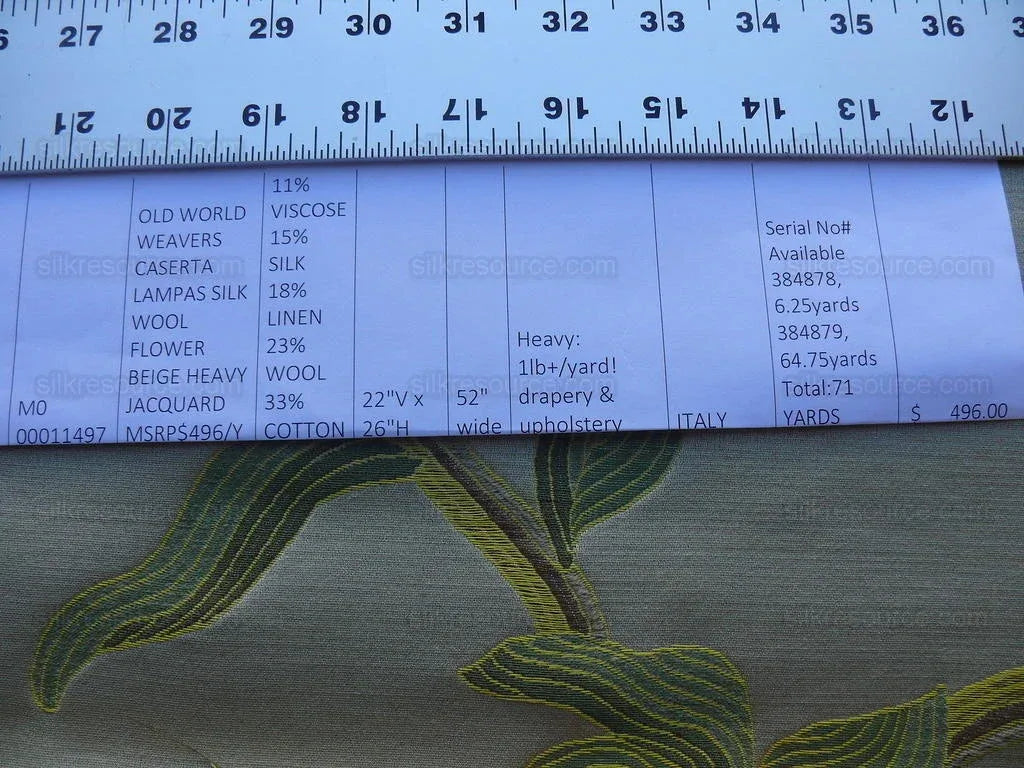 27 28 29 30 31 32 33 34 35 36
21 20 19 18 17 16 15 14 13 12
M0
00011497
OLD WORLD
WEAVERS
CASERTA
LAMPAS SILK
WOOL
FLOWER
BEIGE HEAVY
JACQUARD
MSRP$496/Y
11%
VISCOSE
15%
SILK
18%
LINEN
23%
WOOL
33%
COTTON
22"V x
26"H
52"
wide
Heavy:
1lb+/yard!
drapery &
upholstery
ITALY
Serial No#
Available
384878,
6.25yards
384879,
64.75yards
Total:71
YARDS
$ 496.00
silkresource.com